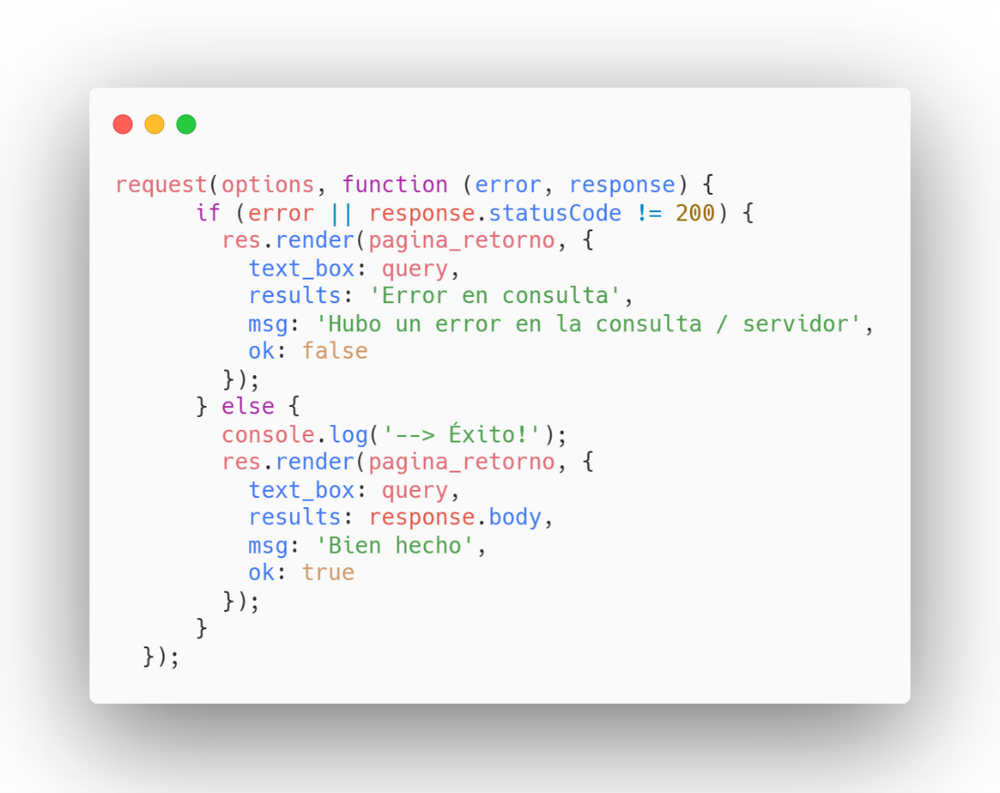 request(options, function (error, response) {
      if (error || response.statusCode != 200) {
        res.render(pagina_retorno, {
          text_box: query,
          results: 'Error en consulta',
          msg: 'Hubo un error en la consulta / servidor',
          ok: false
        });
      } else {
        console.log('--> Éxito!');
        res.render(pagina_retorno, {
          text_box: query,
          results: response.body,
          msg: 'Bien hecho',
          ok: true
        });
      }
  });